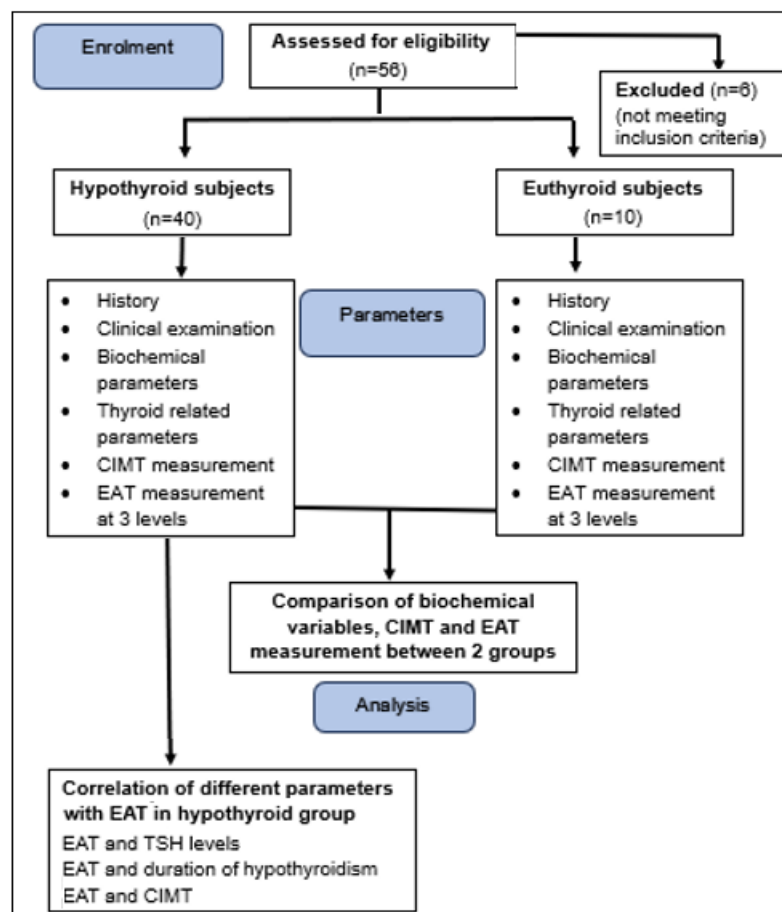 Enrolment
Assessed for eligibility
(n=56)
Excluded (n=6)
(not meeting
inclusion criteria)
Hypothyroid subjects
(n=40)
Euthyroid subjects
(n=10)
• History
• Clinical examination
• Biochemical
parameters
• Thyroid related
parameters
• CIMT measurement
• EAT measurement
at 3 levels
Parameters
• History
• Clinical examination
• Biochemical
parameters
• Thyroid related
parameters
• CIMT measurement
• EAT measurement
at 3 levels
Comparison of biochemical
variables, CIMT and EAT
measurement between 2 groups
Analysis
Correlation of different parameters
with EAT in hypothyroid group
EAT and TSH levels
EAT and duration of hypothyroidism
EAT and CIMT